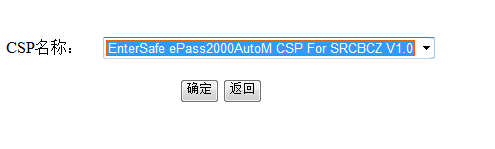 CSP名称： EnterSafe ePass2000AutoM CSP For SRCBCZ V1.0
确定 返回